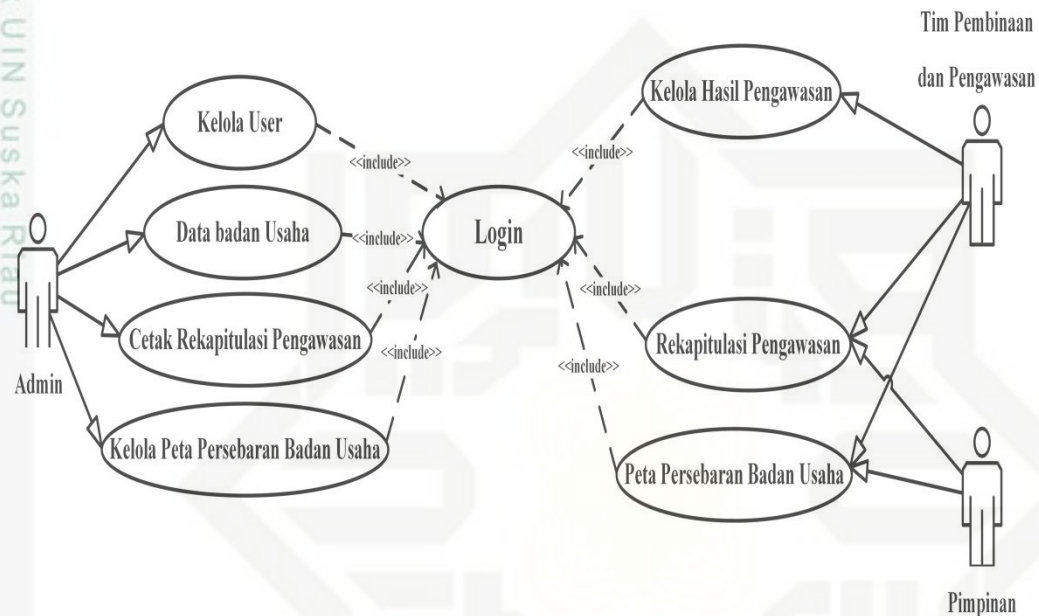 UIN Suska Riau
Tim Pembinaan
dan Pengawasan
Kelola Hasil Pengawasan
Kelola User
<<include>>
<<include>>
Data badan Usaha
<<include>>
Login
<<include>>
<<include>>
Cetak Rekapitulasi Pengawasan
Rekapitulasi Pengawasan
<<include>>
<<include>>
Admin
Kelola Peta Persebaran Badan Usaha
Peta Persebaran Badan Usaha
Pimpinan